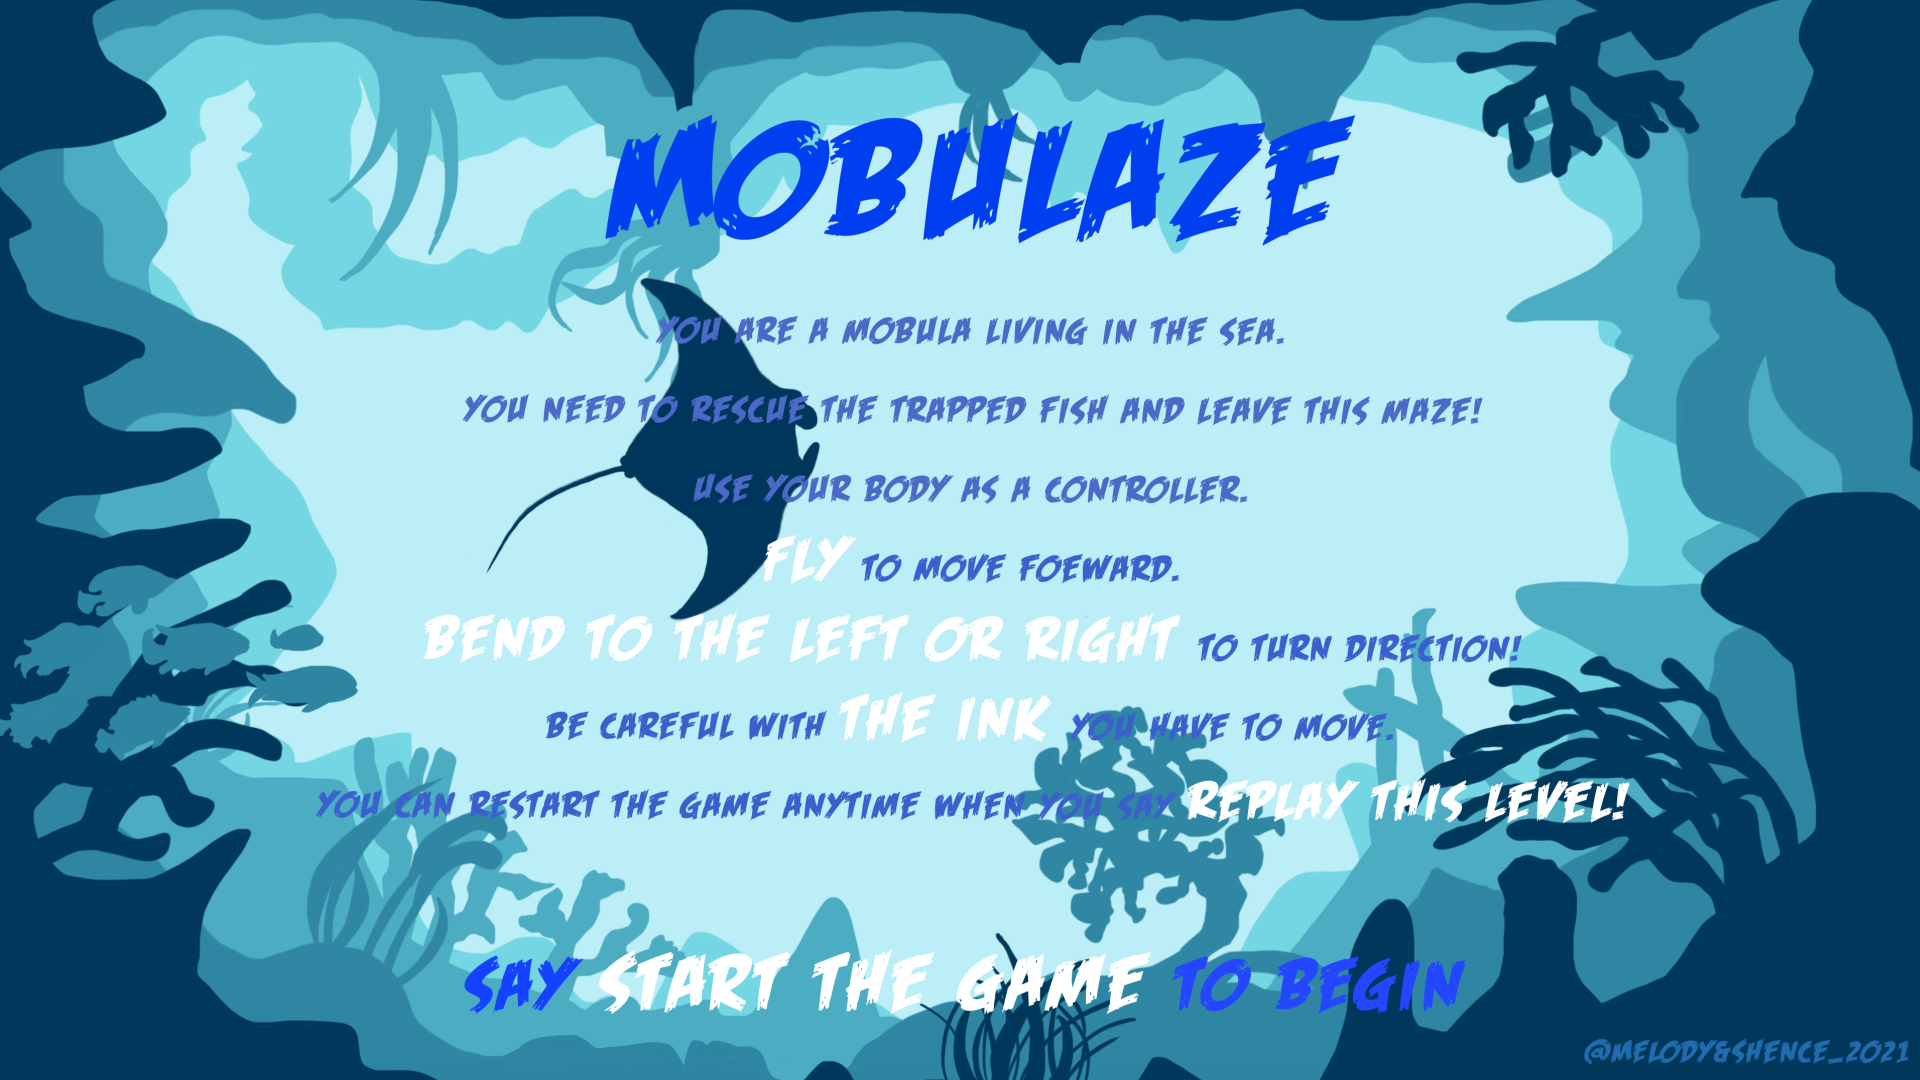 MOBULAZE
YOU ARE A MOBULA LIVING IN THE SEA.
YOU NEED TO RESCUE THE TRAPPED FISH AND LEAVE THIS MAZE!
USE YOUR BODY AS A CONTROLLER.
FLY TO MOVE FOEWARD.
BEND TO THE LEFT OR RIGHT TO TURN DIRECTION!
BE CAREFUL WITH THE INK YOU HAVE TO MOVE.
YOU CAN RESTART THE GAME ANYTIME WHEN YOU SAY REPLAY THIS LEVEL!
SAY START THE GAME TO BEGIN
@MELODY&SHENCE_2021